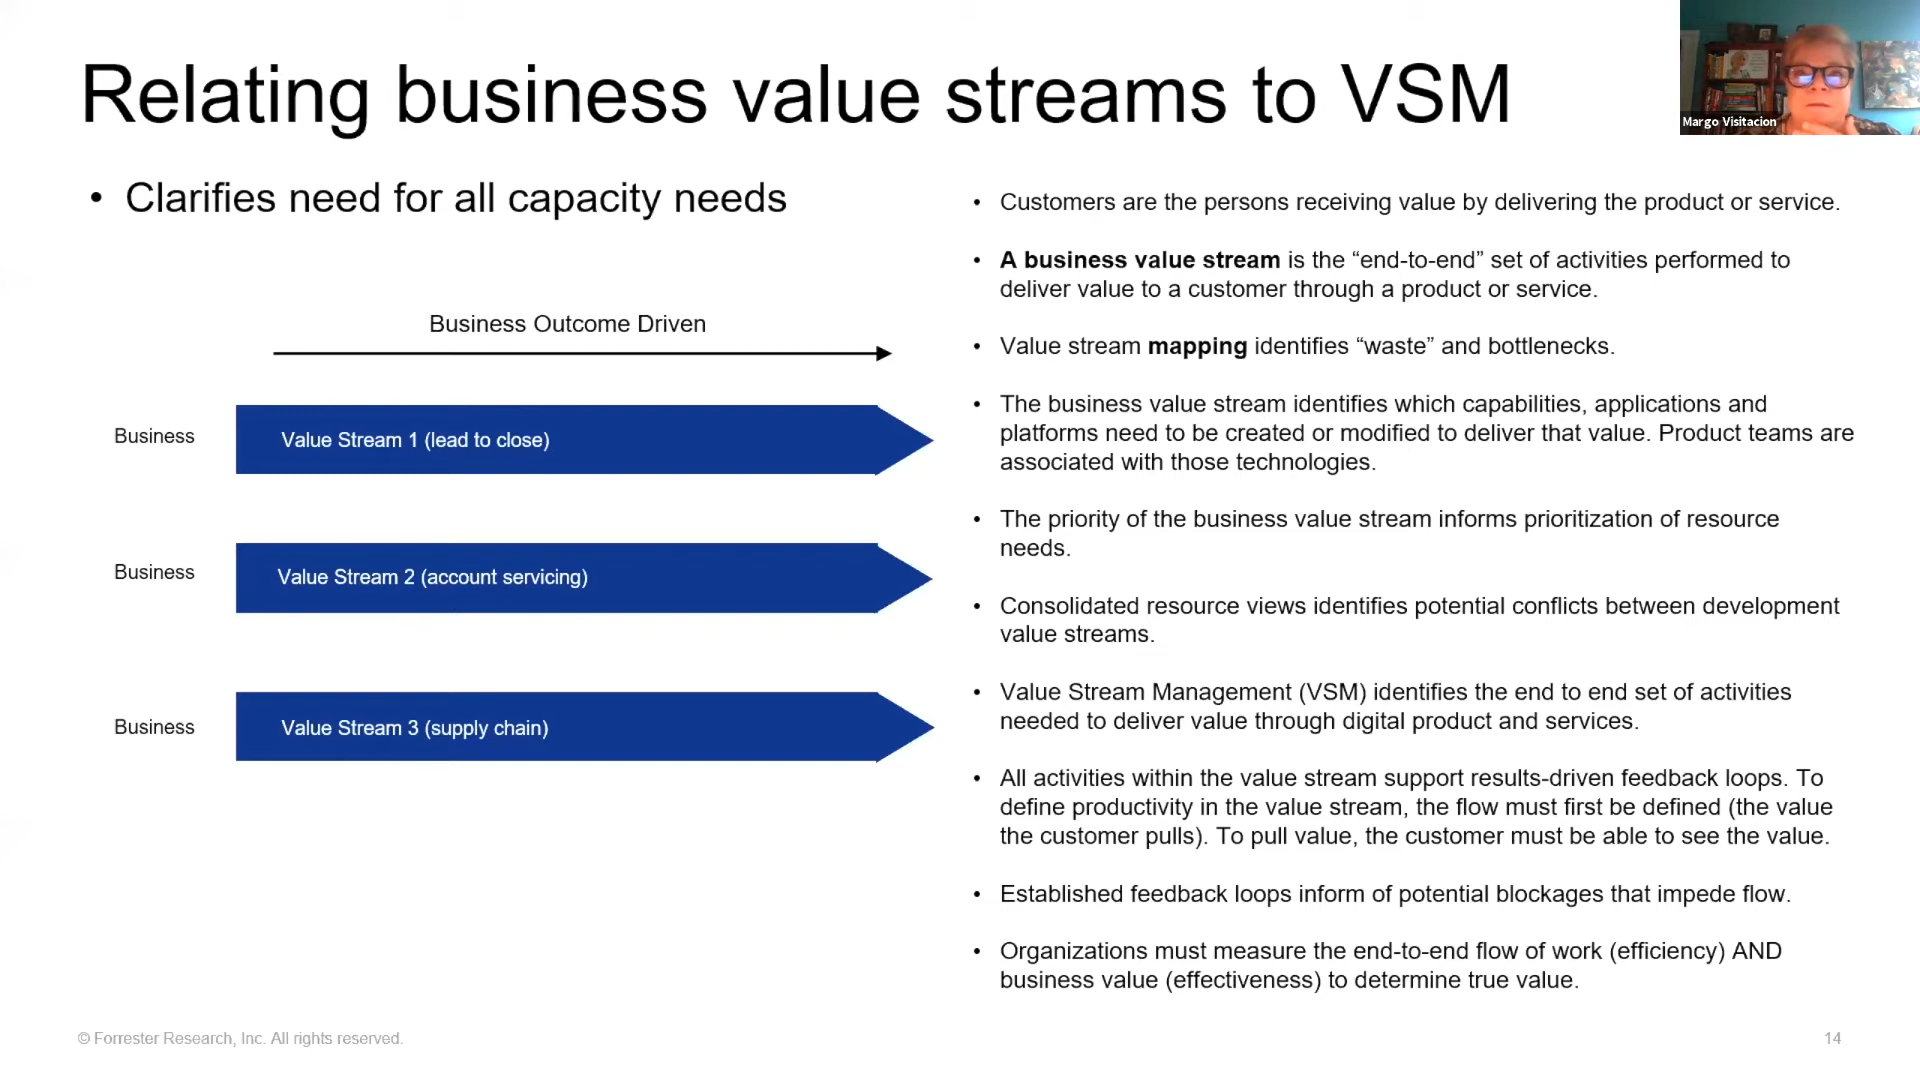 Relating business value streams to VSM
Margo Visitacion
• Clarifies need for all capacity needs
Business Outcome Driven
Business
Value Stream 1 (lead to close)
Business
Value Stream 2 (account servicing)
Business
Value Stream 3 (supply chain)
• Customers are the persons receiving value by delivering the product or service.
• A business value stream is the “end-to-end” set of activities performed to
deliver value to a customer through a product or service.
• Value stream mapping identifies “waste” and bottlenecks.
• The business value stream identifies which capabilities, applications and
platforms need to be created or modified to deliver that value. Product teams are
associated with those technologies.
• The priority of the business value stream informs prioritization of resource
needs.
• Consolidated resource views identifies potential conflicts between development
value streams.
• Value Stream Management (VSM) identifies the end to end set of activities
needed to deliver value through digital product and services.
• All activities within the value stream support results-driven feedback loops. To
define productivity in the value stream, the flow must first be defined (the value
the customer pulls). To pull value, the customer must be able to see the value.
• Established feedback loops inform of potential blockages that impede flow.
• Organizations must measure the end-to-end flow of work (efficiency) AND
business value (effectiveness) to determine true value.
© Forrester Research, Inc. All rights reserved.
14